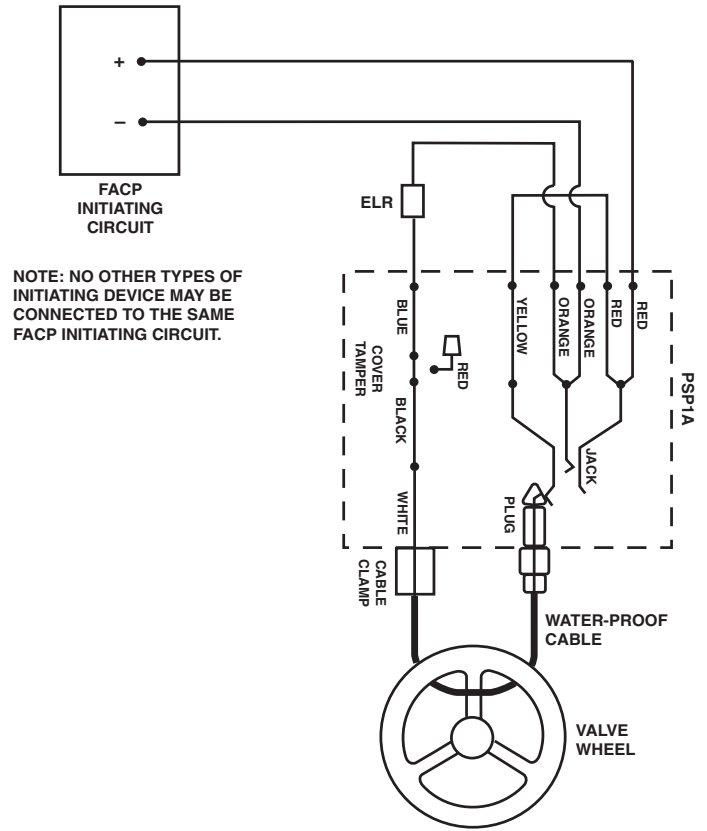 +
–
FACP
INITIATING
CIRCUIT
ELR
NOTE: NO OTHER TYPES OF
INITIATING DEVICE MAY BE
CONNECTED TO THE SAME
FACP INITIATING CIRCUIT.
BLUE
YELLOW
ORANGE
ORANGE
RED
RED
COVER
TAMPER
RED
PSP1A
BLACK
JACK
WHITE
PLUG
CABLE
CLAMP
WATER-PROOF
CABLE
VALVE
WHEEL